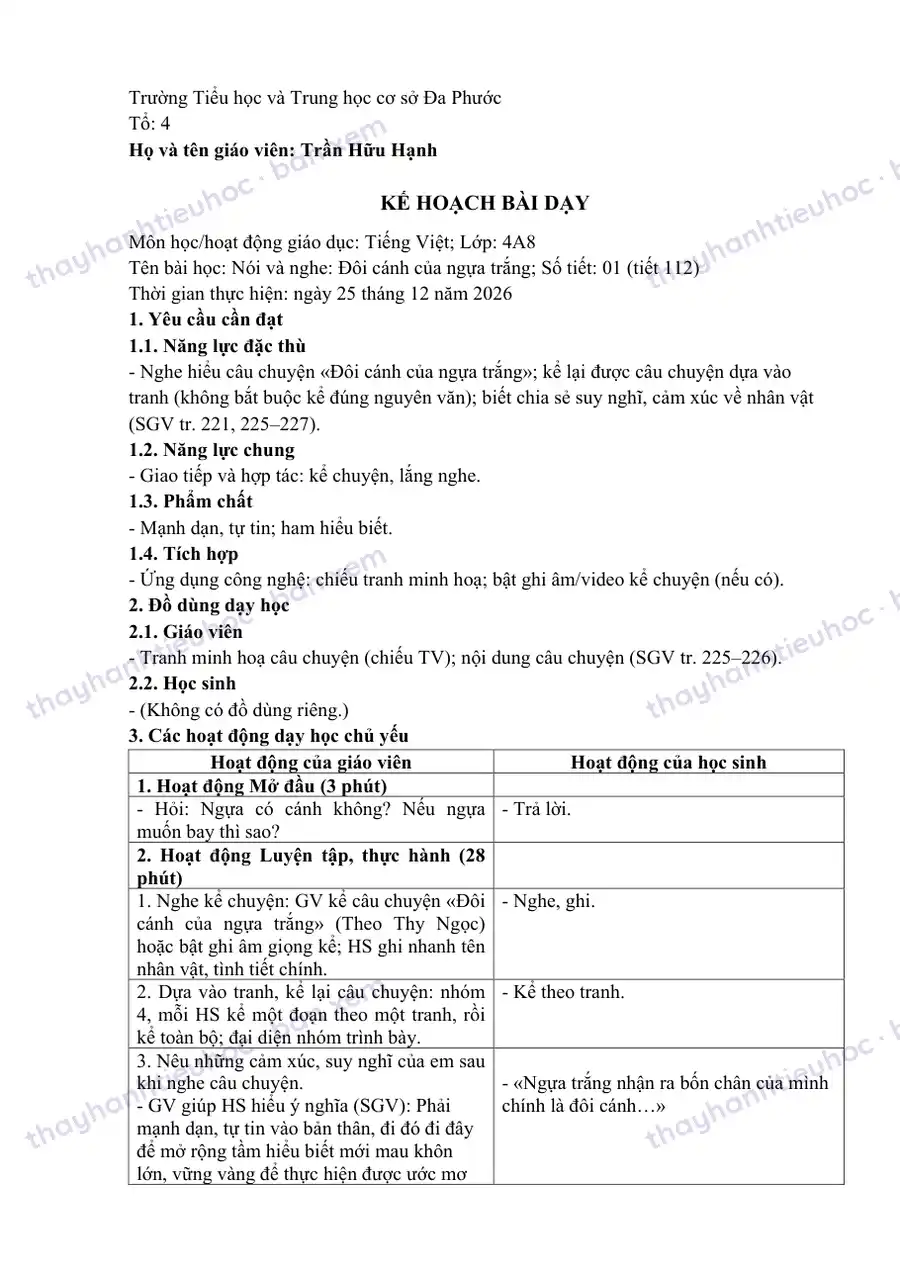 Trường Tiểu học và Trung học cơ sở Đa Phước
Tổ: 4
Họ và tên giáo viên: Trần Hữu Hạnh
KẾ HOẠCH BÀI DẠY
Môn học/hoạt động giáo dục: Tiếng Việt; Lớp: 4A8
Tên bài học: Nói và nghe: Đôi cánh của ngựa trắng; Số tiết: 01 (tiết 112)
Thời gian thực hiện: ngày 25 tháng 12 năm 2026
1. Yêu cầu cần đạt
1.1. Năng lực đặc thù
- Nghe hiểu câu chuyện «Đôi cánh của ngựa trắng»; kể lại được câu chuyện dựa vào
tranh (không bắt buộc kể đúng nguyên văn); biết chia sẻ suy nghĩ, cảm xúc về nhân vật
(SGV tr. 221, 225–227).
1.2. Năng lực chung
- Giao tiếp và hợp tác: kể chuyện, lắng nghe.
1.3. Phẩm chất
- Mạnh dạn, tự tin; ham hiểu biết.
1.4. Tích hợp
- Ứng dụng công nghệ: chiếu tranh minh hoạ; bật ghi âm/video kể chuyện (nếu có).
2. Đồ dùng dạy học
2.1. Giáo viên
- Tranh minh hoạ câu chuyện (chiếu TV); nội dung câu chuyện (SGV tr. 225–226).
2.2. Học sinh
- (Không có đồ dùng riêng.)
3. Các hoạt động dạy học chủ yếu
Hoạt động của giáo viên
Hoạt động của học sinh
1. Hoạt động Mở đầu (3 phút)
- Hỏi: Ngựa có cánh không? Nếu ngựa
muốn bay thì sao?
- Trả lời.
2. Hoạt động Luyện tập, thực hành (28
phút)
1. Nghe kể chuyện: GV kể câu chuyện «Đôi
cánh của ngựa trắng» (Theo Thy Ngọc)
hoặc bật ghi âm giọng kể; HS ghi nhanh tên
nhân vật, tình tiết chính.
- Nghe, ghi.
2. Dựa vào tranh, kể lại câu chuyện: nhóm
4, mỗi HS kể một đoạn theo một tranh, rồi
kể toàn bộ; đại diện nhóm trình bày.
- Kể theo tranh.
3. Nêu những cảm xúc, suy nghĩ của em sau
khi nghe câu chuyện.
- GV giúp HS hiểu ý nghĩa (SGV): Phải
mạnh dạn, tự tin vào bản thân, đi đó đi đây
để mở rộng tầm hiểu biết mới mau khôn
lớn, vững vàng để thực hiện được ước mơ
- «Ngựa trắng nhận ra bốn chân của mình
chính là đôi cánh…»
thayhanhtieuhoc · bản xem
thayhanhtieuhoc · b
thayhanhtieuhoc · bản xem
thayhanhtieuhoc · b
thayhanhtieuhoc · bản xem
thayhanhtieuhoc · b